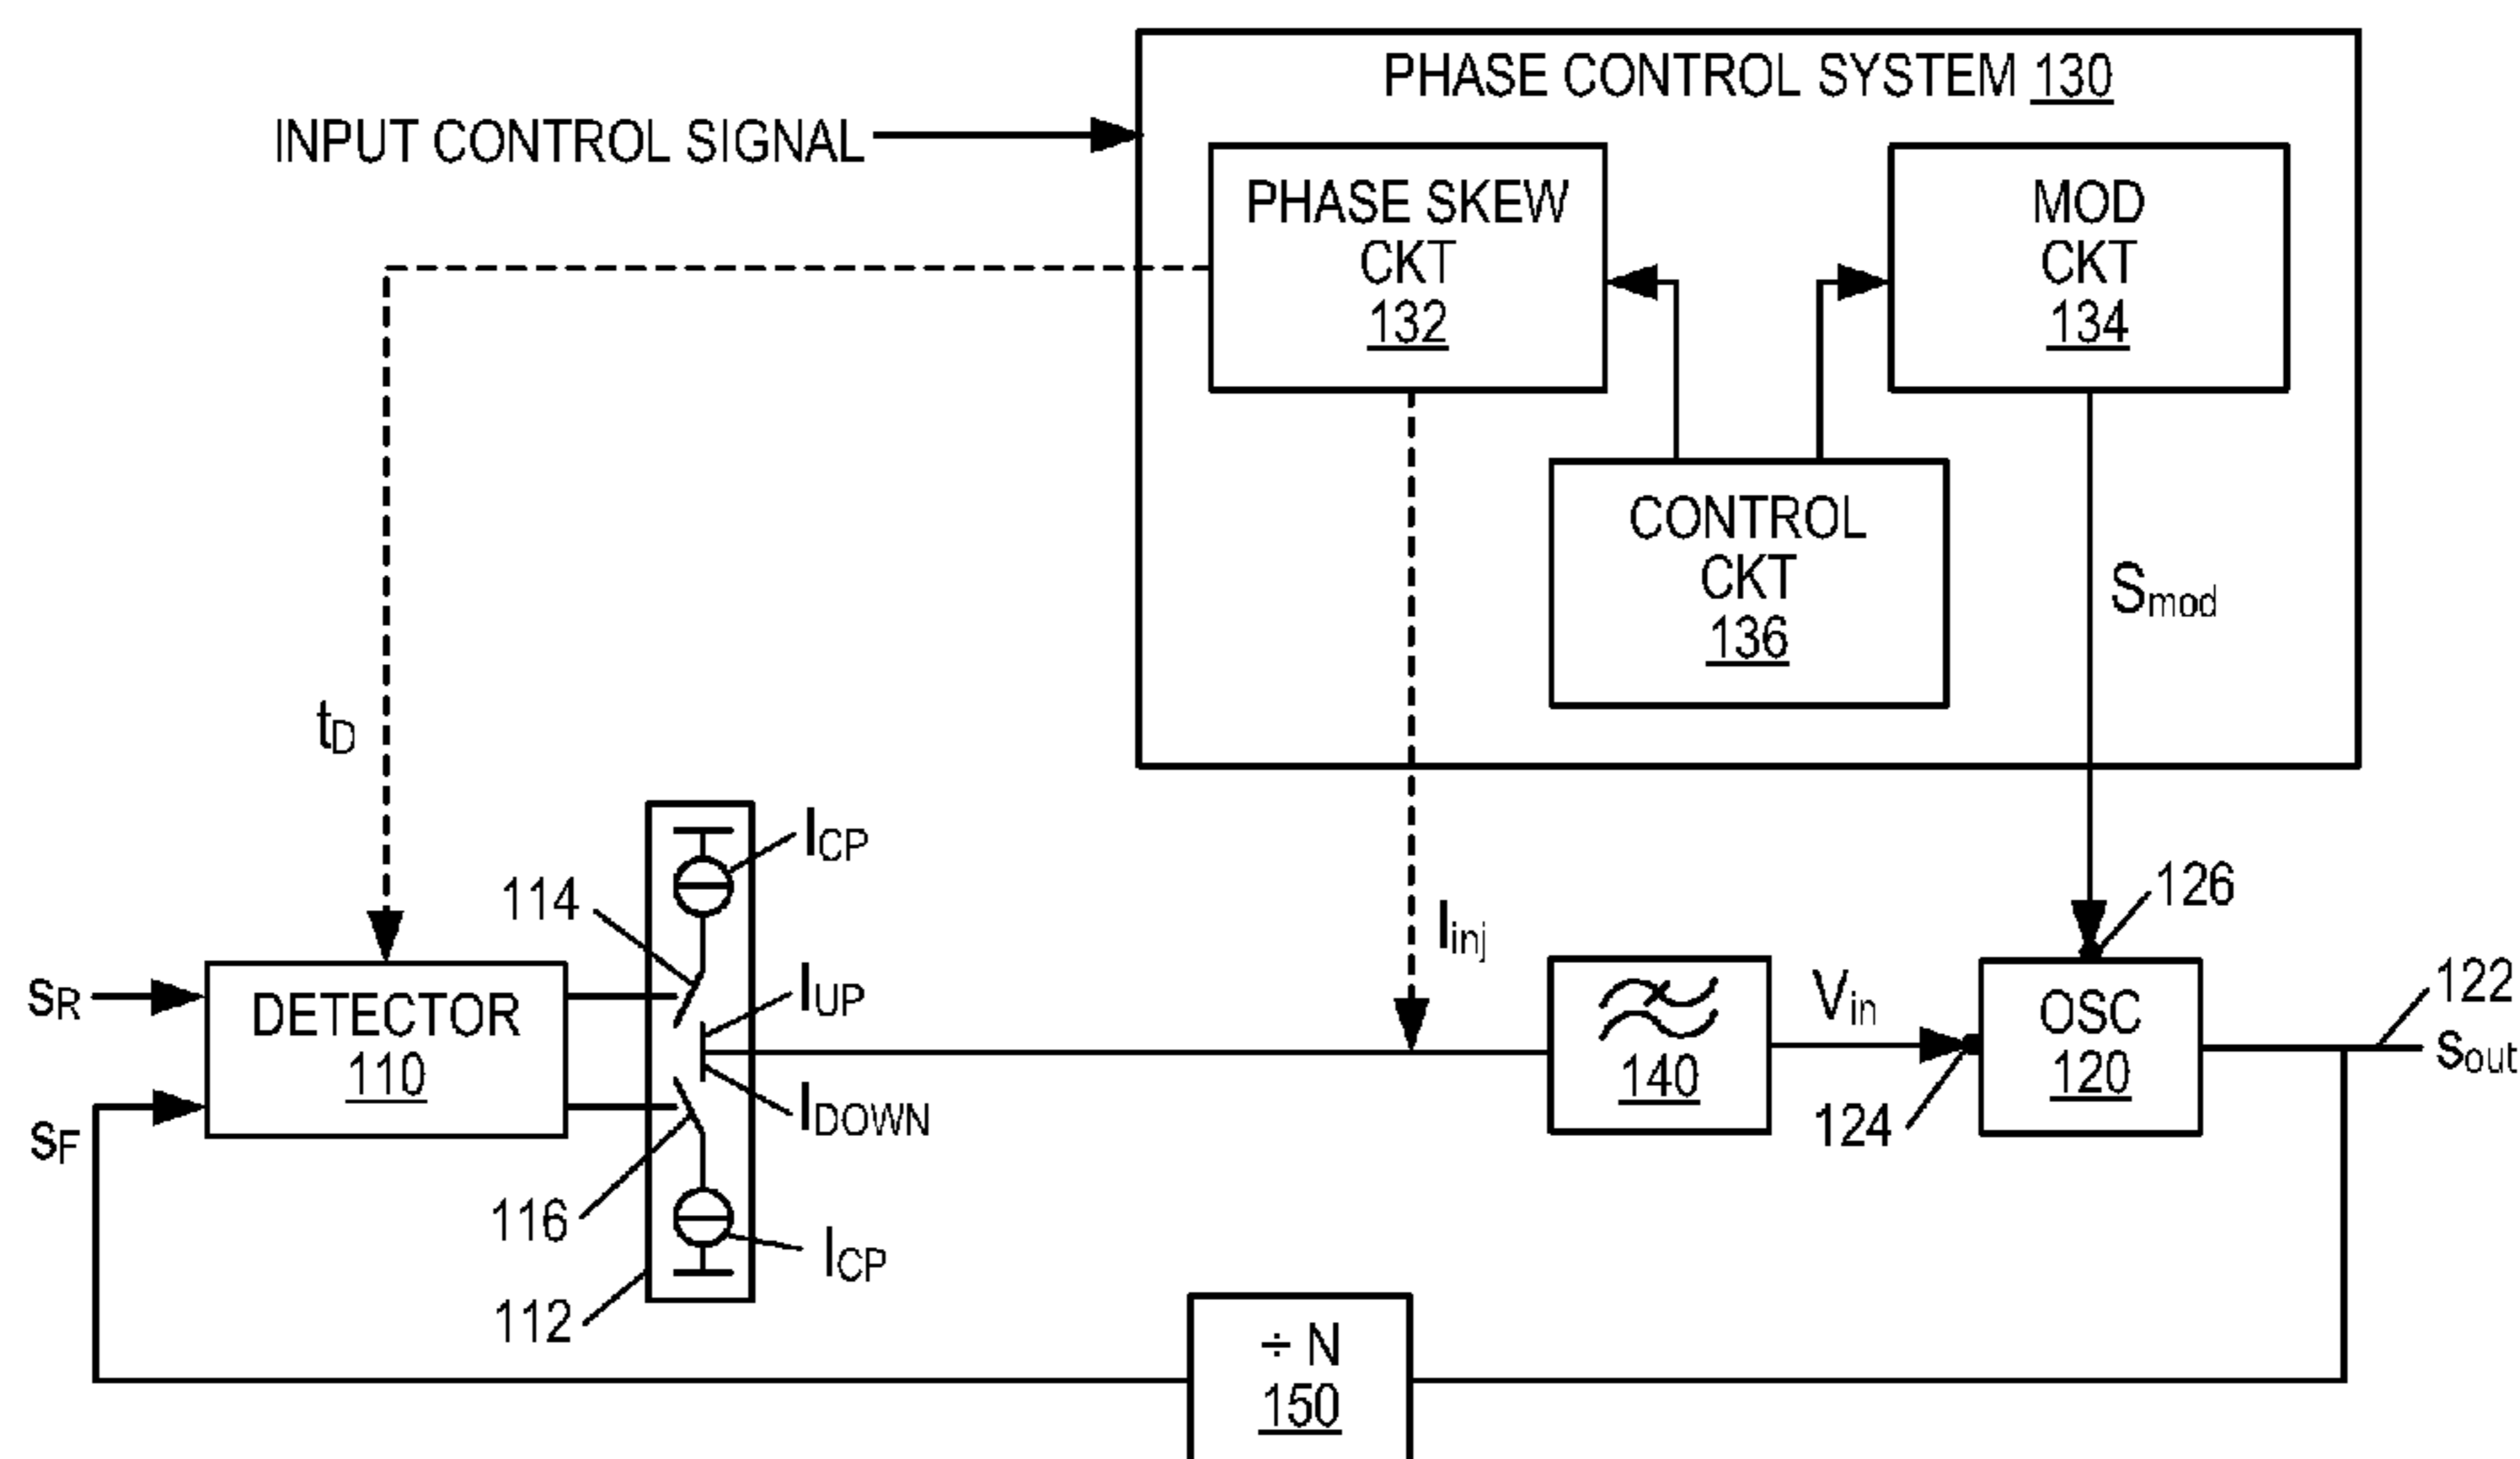 PHASE CONTROL SYSTEM 130
INPUT CONTROL SIGNAL
PHASE SKEW
CKT
132
MOD
CKT
134
CONTROL
CKT
136
Smod
tD
ICP
114
IUP
Iinj
126
sR
DETECTOR
110
sF
IDOWN
140
Vin
124
OSC
120
122
sout
116
ICP
112
÷ N
150